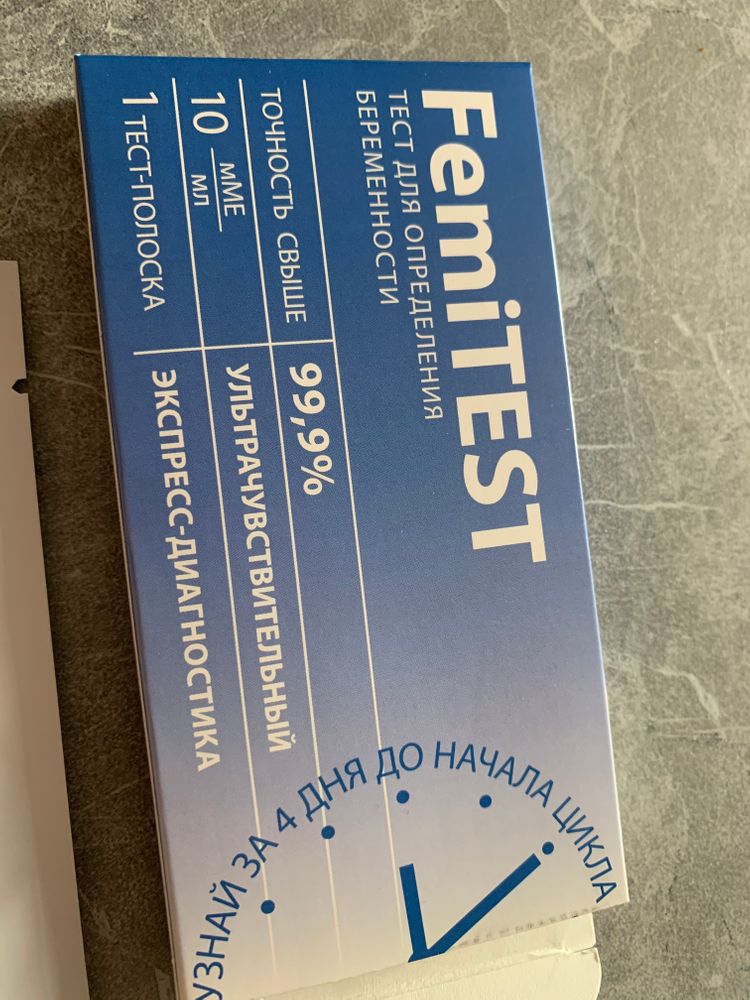 FemiTEST
ТЕСТ ДЛЯ ОПРЕДЕЛЕНИЯ
БЕРЕМЕННОСТИ
ТОЧНОСТЬ СВЫШЕ 99,9%
10 мМЕ/мл УЛЬТРАЧУВСТВИТЕЛЬНЫЙ
1 ТЕСТ-ПОЛОСКА ЭКСПРЕСС-ДИАГНОСТИКА
УЗНАЙ ЗА 4 ДНЯ ДО НАЧАЛА ЦИКЛА